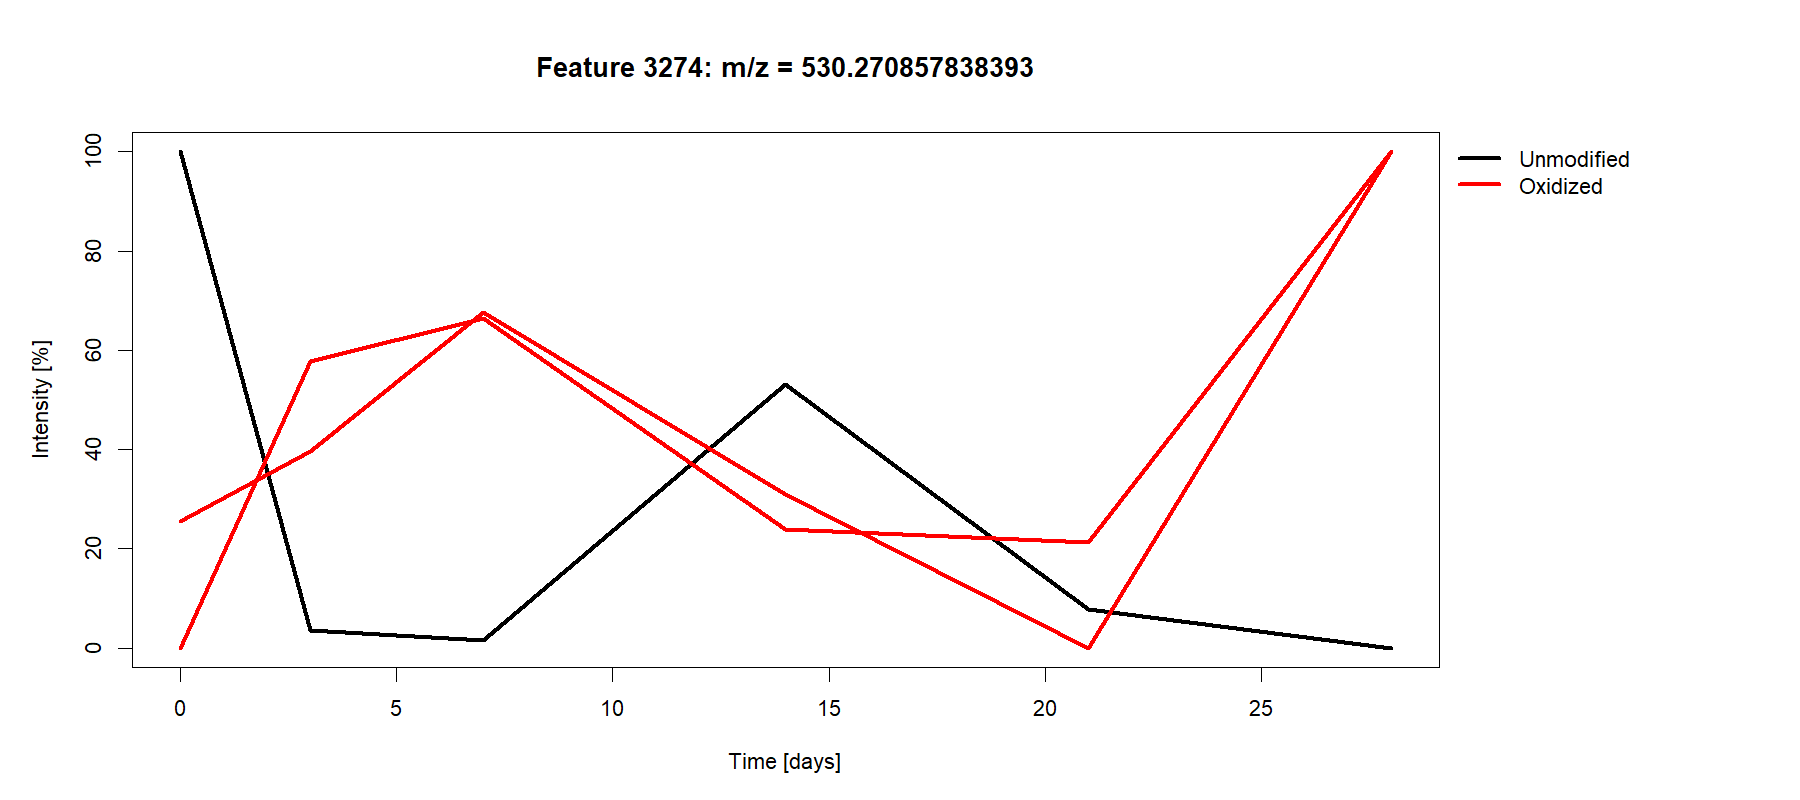 Feature 3274: m/z = 530.270857838393
Unmodified
Oxidized
Intensity [%]
100
80
60
40
20
0
0 5 10 15 20 25
Time [days]